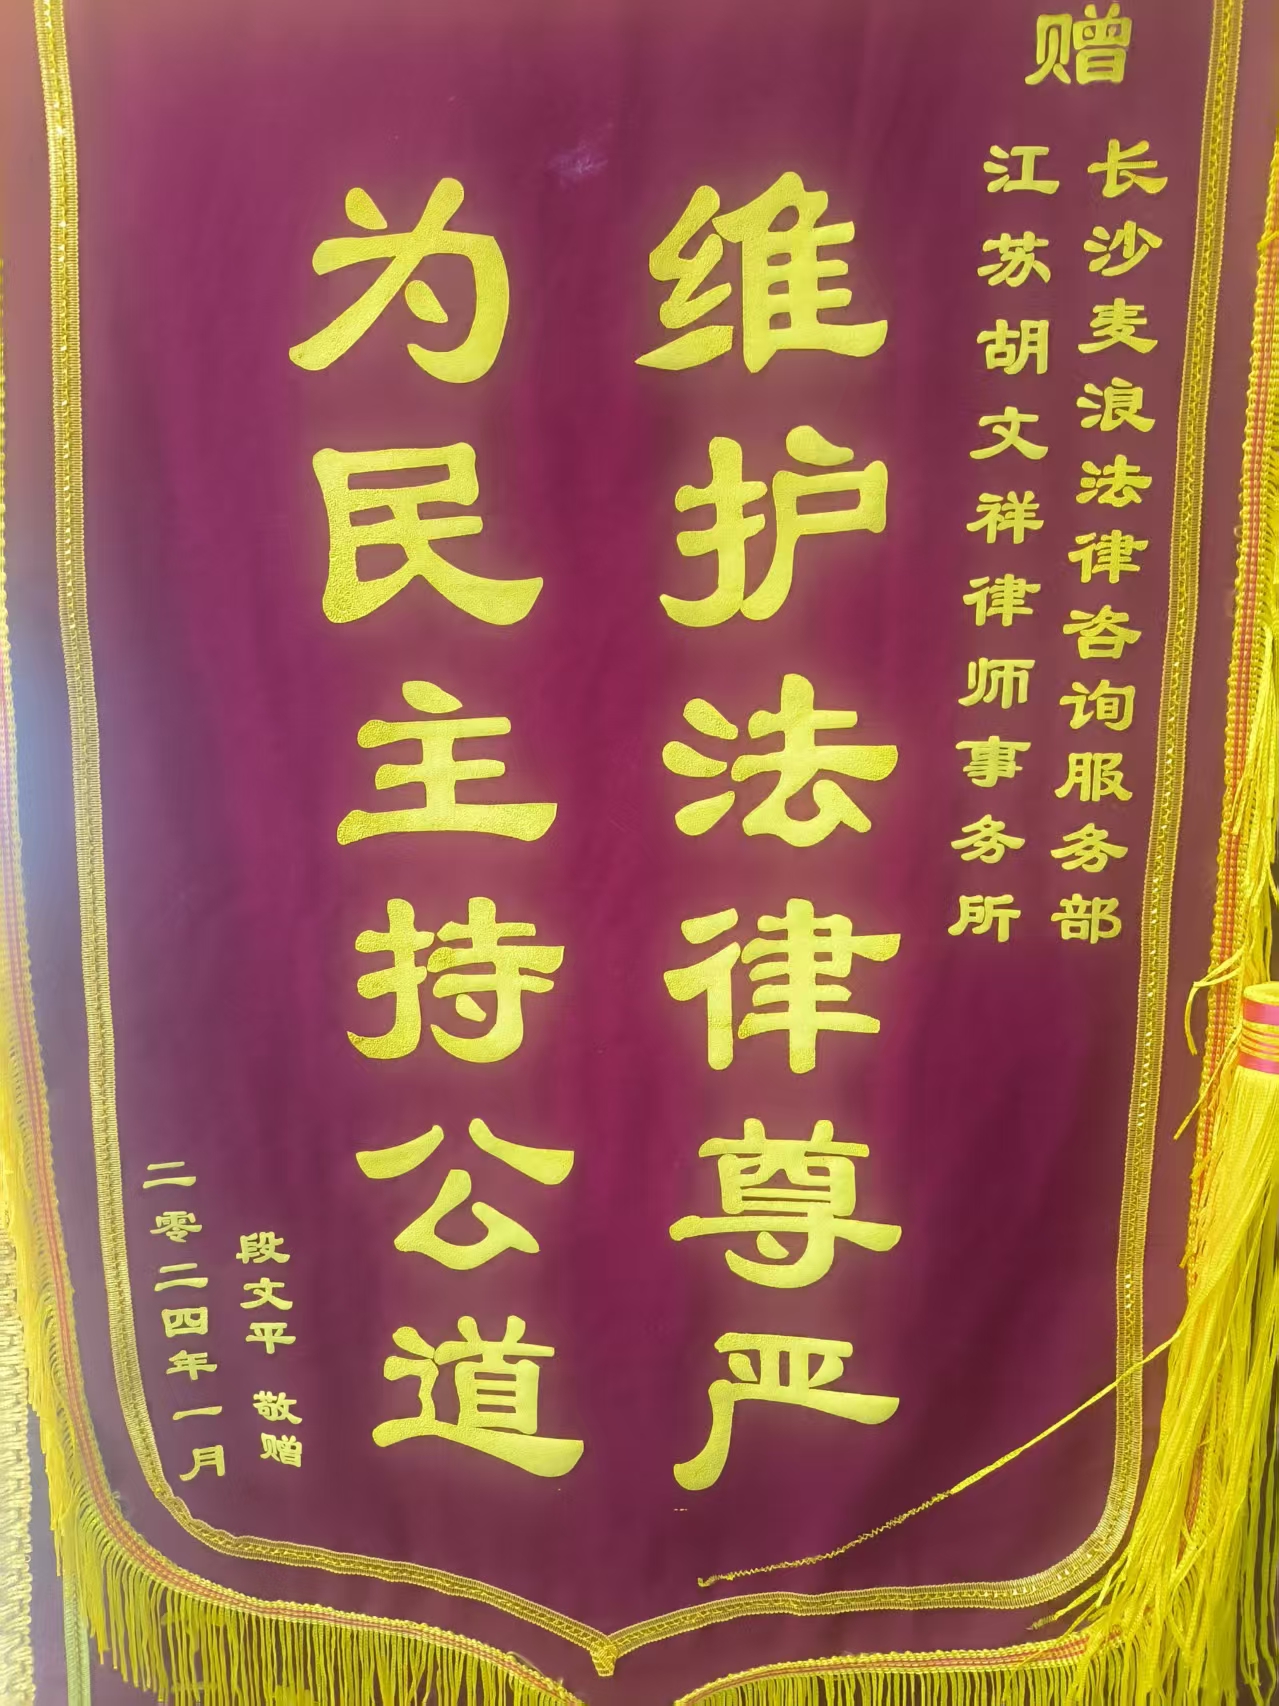 赠
长沙麦浪法律咨询服务部
江苏胡文祥律师事务所
维护法律尊严
为民主持公道
段文平 敬赠
二零二四年一月